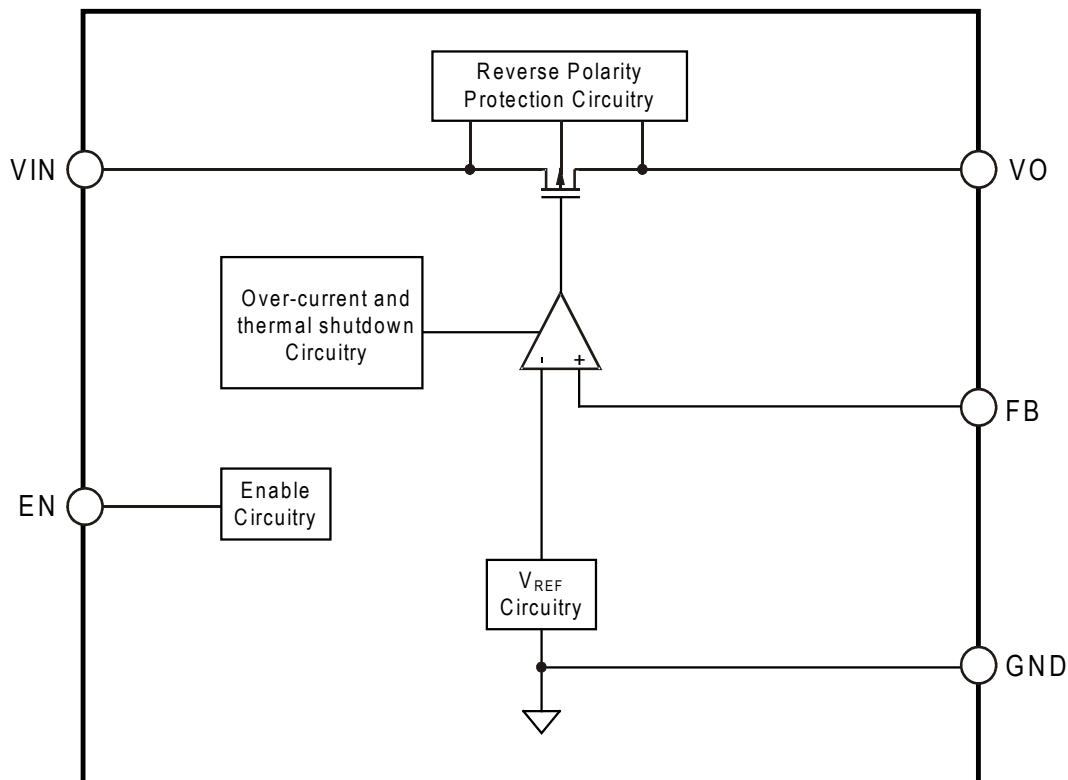 Reverse Polarity
Protection Circuitry
VIN
VO
Over-current and
thermal shutdown
Circuitry
- +
FB
EN
Enable
Circuitry
VREF
Circuitry
GND